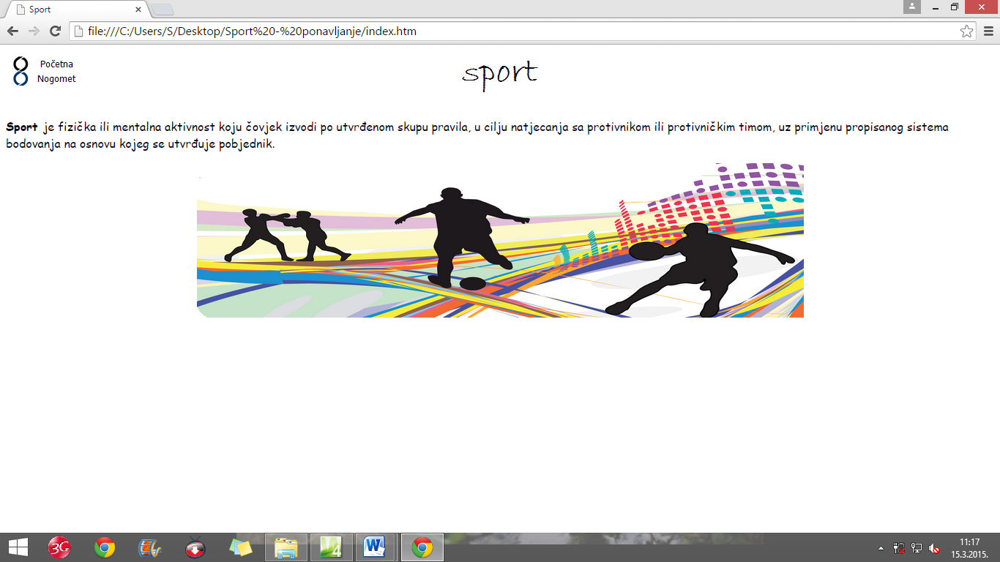 Sport
file:///C:/Users/S/Desktop/Sport%20-%20ponavljanje/index.htm
Početna
Nogomet
sport
Sport je fizička ili mentalna aktivnost koju čovjek izvodi po utvrđenom skupu pravila, u cilju natjecanja sa protivnikom ili protivničkim timom, uz primjenu propisanog sistema
bodovanja na osnovu kojeg se utvrđuje pobjednik.
3G
4
W
11:17
15.3.2015.